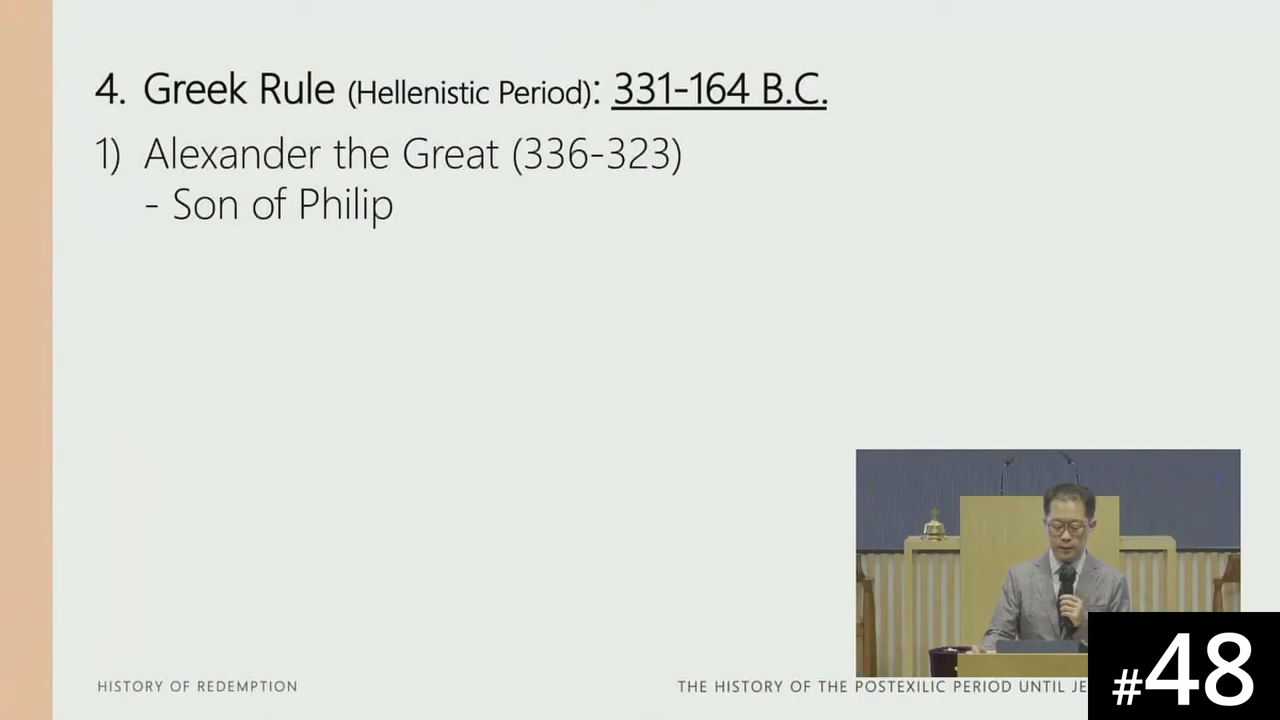 4. Greek Rule (Hellenistic Period): 331-164 B.C.
1) Alexander the Great (336-323)
- Son of Philip
HISTORY OF REDEMPTION
THE HISTORY OF THE POSTEXILIC PERIOD UNTIL JE
#48